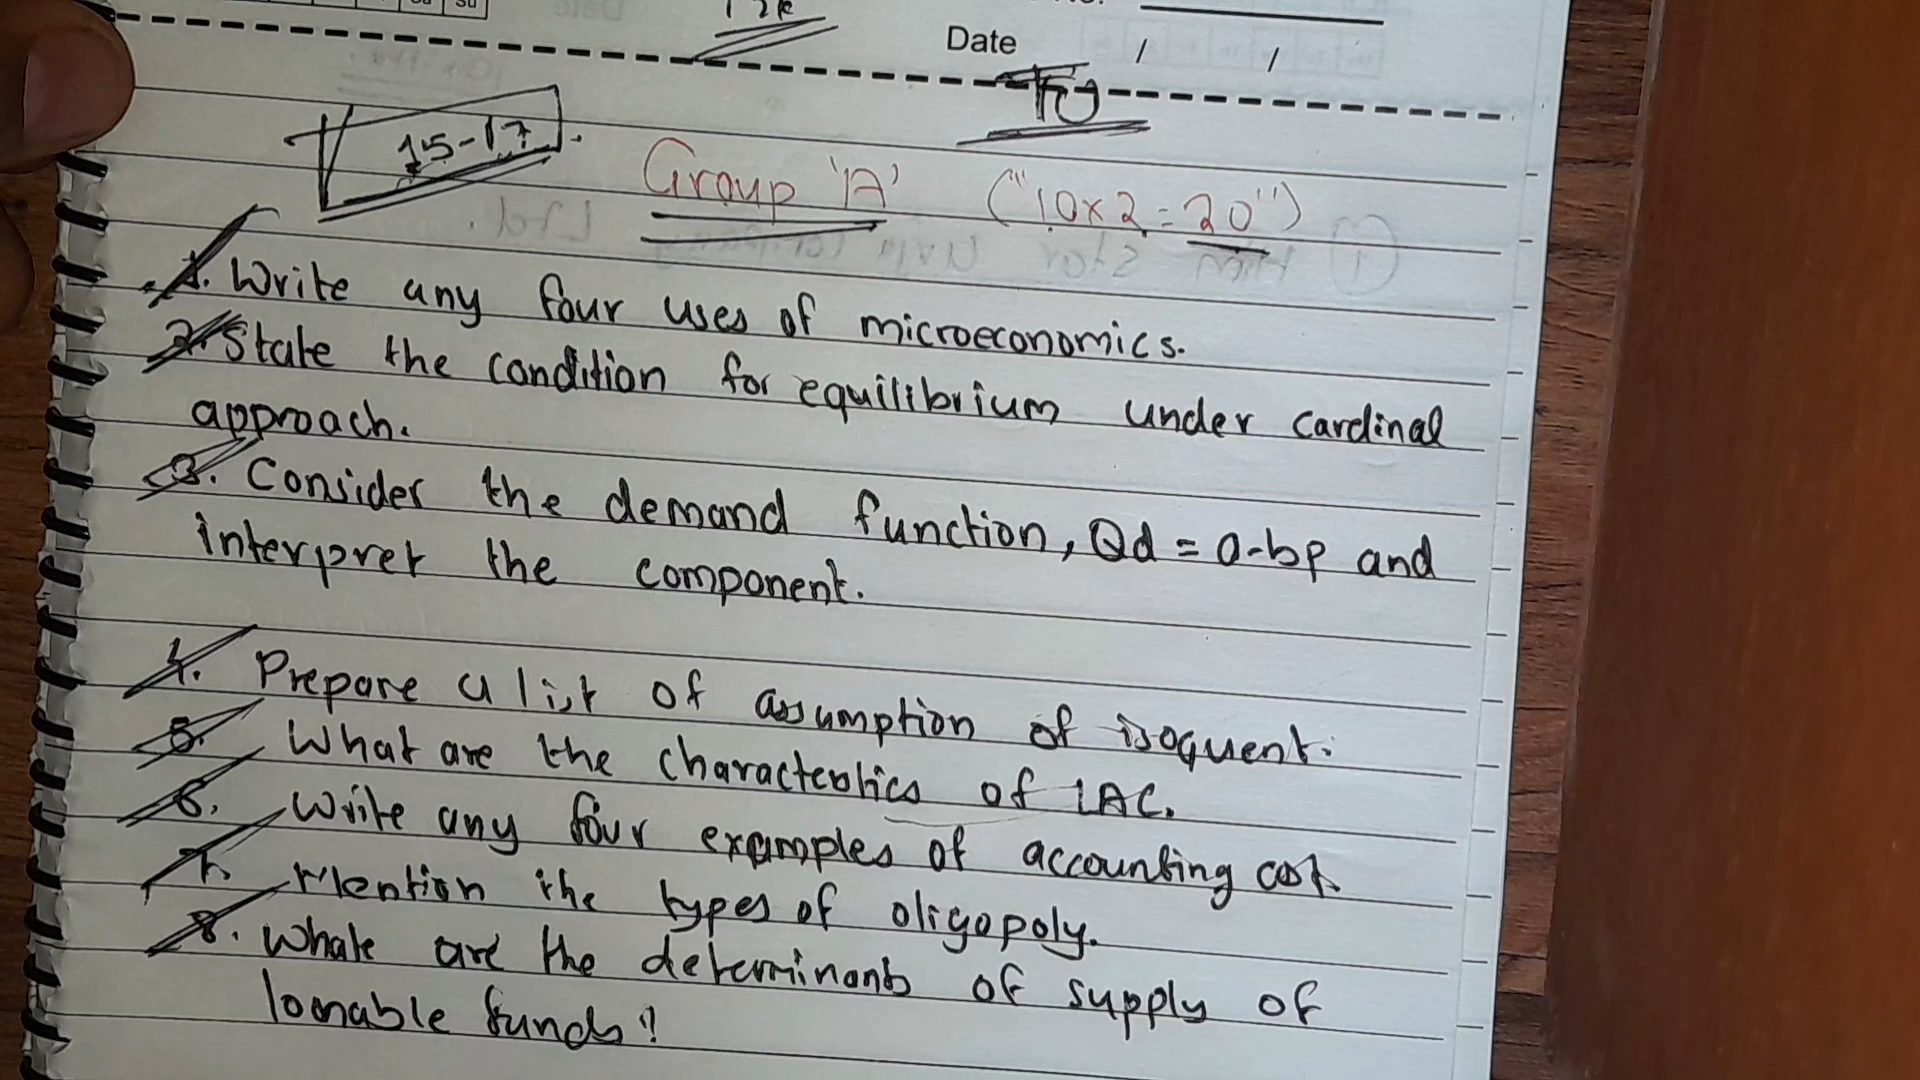 Date / /
15-17
Group 'A' ("10x2=20")
1. Write any four uses of microeconomics.
2. State the condition for equilibrium under cardinal
approach.
3. Consider the demand function, Qd = a-bp and
interpret the component.
4. Prepare a list of assumption of isoquent.
5. What are the characteristics of LAC.
6. Write any four examples of accounting cost.
7. Mention the types of oligopoly.
8. Whate are the determinants of supply of
loanable funds?